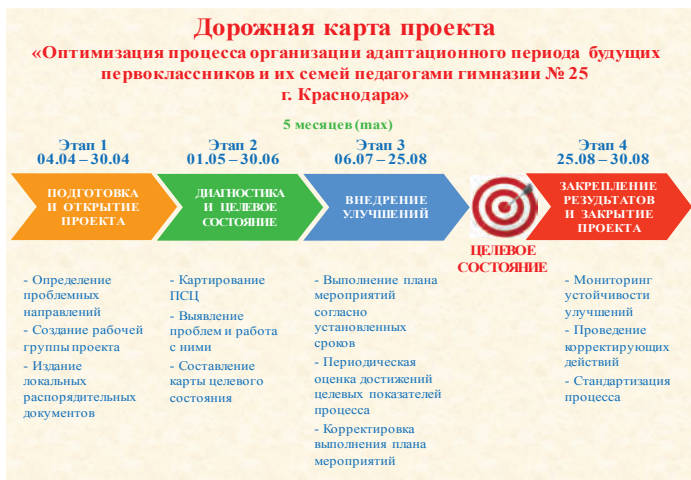 Дорожная карта проекта
«Оптимизация процесса организации адаптационного периода будущих
первоклассников и их семей педагогами гимназии № 25
г. Краснодара»
5 месяцев (max)
Этап 1
04.04 – 30.04
ПОДГОТОВКА
И ОТКРЫТИЕ
ПРОЕКТА
- Определение
проблемных
направлений
- Создание рабочей
группы проекта
- Издание
локальных
распорядительных
документов
Этап 2
01.05 – 30.06
ДИАГНОСТИКА
И ЦЕЛЕВОЕ
СОСТОЯНИЕ
- Картирование
ПСЦ
- Выявление
проблем и работа
с ними
- Составление
карты целевого
состояния
Этап 3
06.07 – 25.08
ВНЕДРЕНИЕ
УЛУЧШЕНИЙ
- Выполнение плана
мероприятий
согласно
установленных
сроков
- Периодическая
оценка достижений
целевых показателей
процесса
- Корректировка
выполнения плана
мероприятий
ЦЕЛЕВОЕ
СОСТОЯНИЕ
Этап 4
25.08 – 30.08
ЗАКРЕПЛЕНИЕ
РЕЗУДЬТАТОВ
И ЗАКРЫТИЕ
ПРОЕКТА
- Мониторинг
устойчивости
улучшений
- Проведение
корректирующих
действий
- Стандартизация
процесса